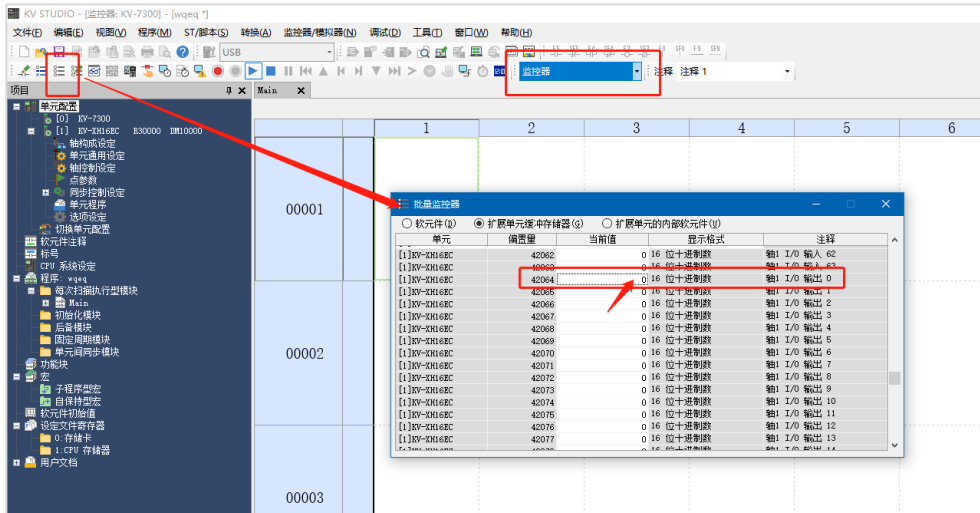 KV STUDIO - [监控器: KV-7300] - [wqeq *]
文件(F) 编辑(E) 视图(V) 程序(M) ST/脚本(S) 转换(A) 监控器/模拟器(N) 调试(D) 工具(T) 窗口(W) 帮助(H)
USB
监控器 注释 注释 1
项目
Main
单元配置
[0] KV-7300
[1] KV-XH16EC R30000 DM10000
轴构成设定
单元通用设定
轴控制设定
点参数
同步控制设定
单元程序
选项设定
切换单元配置
软元件注释
标号
CPU 系统设定
程序: wqeq
每次扫描执行型模块
Main
初始化模块
后备模块
固定周期模块
单元间同步模块
功能块
宏
子程序型宏
自保持型宏
软元件初始值
设定文件寄存器
0:存储卡
1:CPU 存储器
用户文档
1 2 3 4 5 6
00001
00002
00003
批量监控器
软元件(D) 扩展单元缓冲存储器(G) 扩展单元的内部软元件(U)
单元 偏置量 当前值 显示格式 注释
[1]KV-XH16EC 42062 0 16 位十进制数 轴1 I/O 输入 62
[1]KV-XH16EC 42063 0 16 位十进制数 轴1 I/O 输入 63
[1]KV-XH16EC 42064 0 16 位十进制数 轴1 I/O 输出 0
[1]KV-XH16EC 42065 0 16 位十进制数 轴1 I/O 输出 1
[1]KV-XH16EC 42066 0 16 位十进制数 轴1 I/O 输出 2
[1]KV-XH16EC 42067 0 16 位十进制数 轴1 I/O 输出 3
[1]KV-XH16EC 42068 0 16 位十进制数 轴1 I/O 输出 4
[1]KV-XH16EC 42069 0 16 位十进制数 轴1 I/O 输出 5
[1]KV-XH16EC 42070 0 16 位十进制数 轴1 I/O 输出 6
[1]KV-XH16EC 42071 0 16 位十进制数 轴1 I/O 输出 7
[1]KV-XH16EC 42072 0 16 位十进制数 轴1 I/O 输出 8
[1]KV-XH16EC 42073 0 16 位十进制数 轴1 I/O 输出 9
[1]KV-XH16EC 42074 0 16 位十进制数 轴1 I/O 输出 10
[1]KV-XH16EC 42075 0 16 位十进制数 轴1 I/O 输出 11
[1]KV-XH16EC 42076 0 16 位十进制数 轴1 I/O 输出 12
[1]KV-XH16EC 42077 0 16 位十进制数 轴1 I/O 输出 13